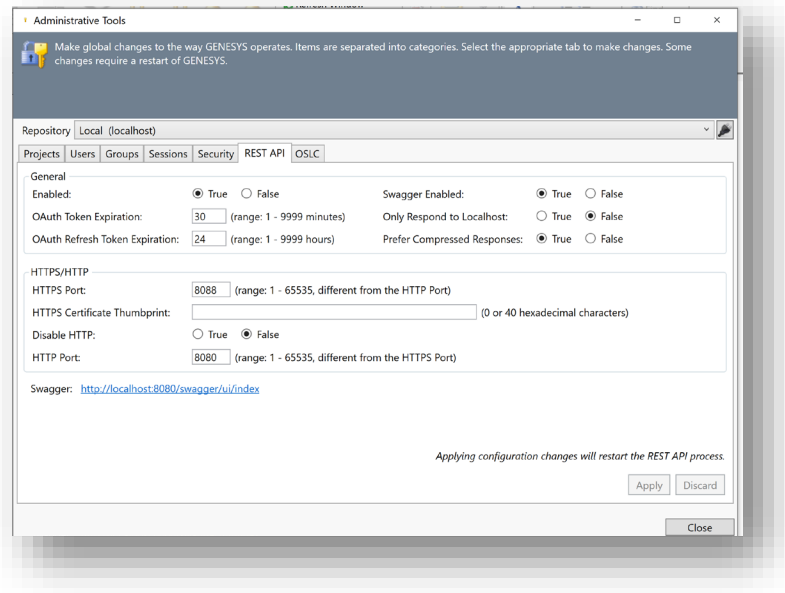 Administrative Tools
Make global changes to the way GENESYS operates. Items are separated into categories. Select the appropriate tab to make changes. Some
changes require a restart of GENESYS.
Repository Local (localhost)
Projects Users Groups Sessions Security REST API OSLC
General
Enabled: True False Swagger Enabled: True False
OAuth Token Expiration: 30 (range: 1 - 9999 minutes) Only Respond to Localhost: True False
OAuth Refresh Token Expiration: 24 (range: 1 - 9999 hours) Prefer Compressed Responses: True False
HTTPS/HTTP
HTTPS Port: 8088 (range: 1 - 65535, different from the HTTP Port)
HTTPS Certificate Thumbprint: (0 or 40 hexadecimal characters)
Disable HTTP: True False
HTTP Port: 8080 (range: 1 - 65535, different from the HTTPS Port)
Swagger: http://localhost:8080/swagger/ui/index
Applying configuration changes will restart the REST API process.
Apply Discard
Close